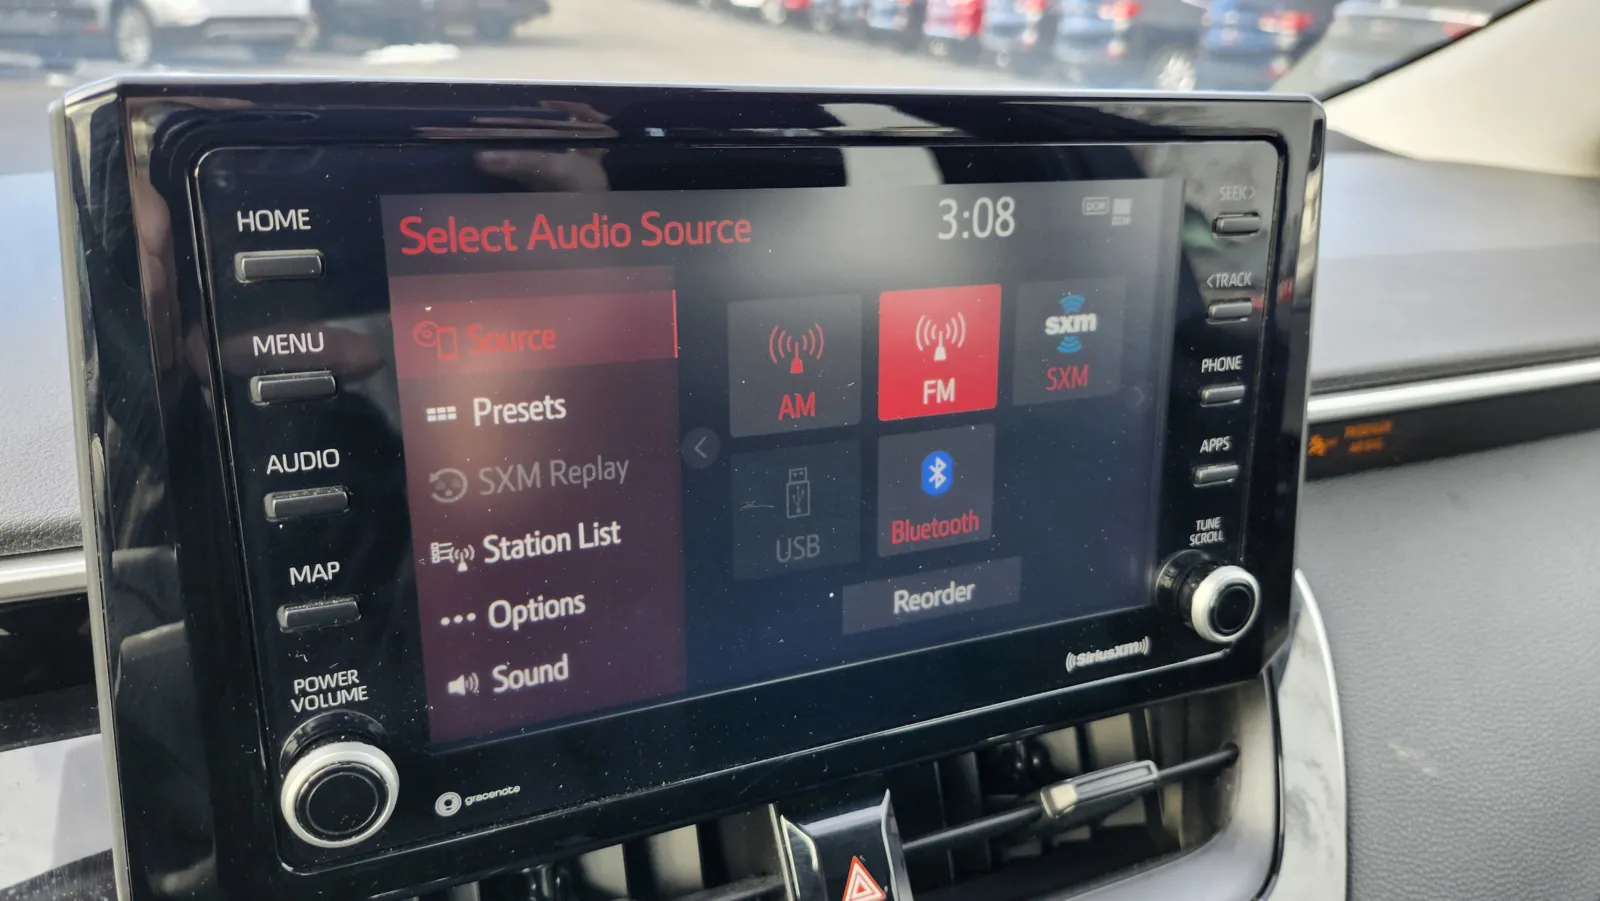 HOME
MENU
AUDIO
MAP
POWER
VOLUME
Select Audio Source
3:08
DCM
Source
Presets
SXM Replay
Station List
Options
Sound
AM
FM
sxm
SXM
USB
Bluetooth
Reorder
SEEK>
<TRACK
PHONE
APPS
TUNE
SCROLL
gracenote
((SiriusXM))